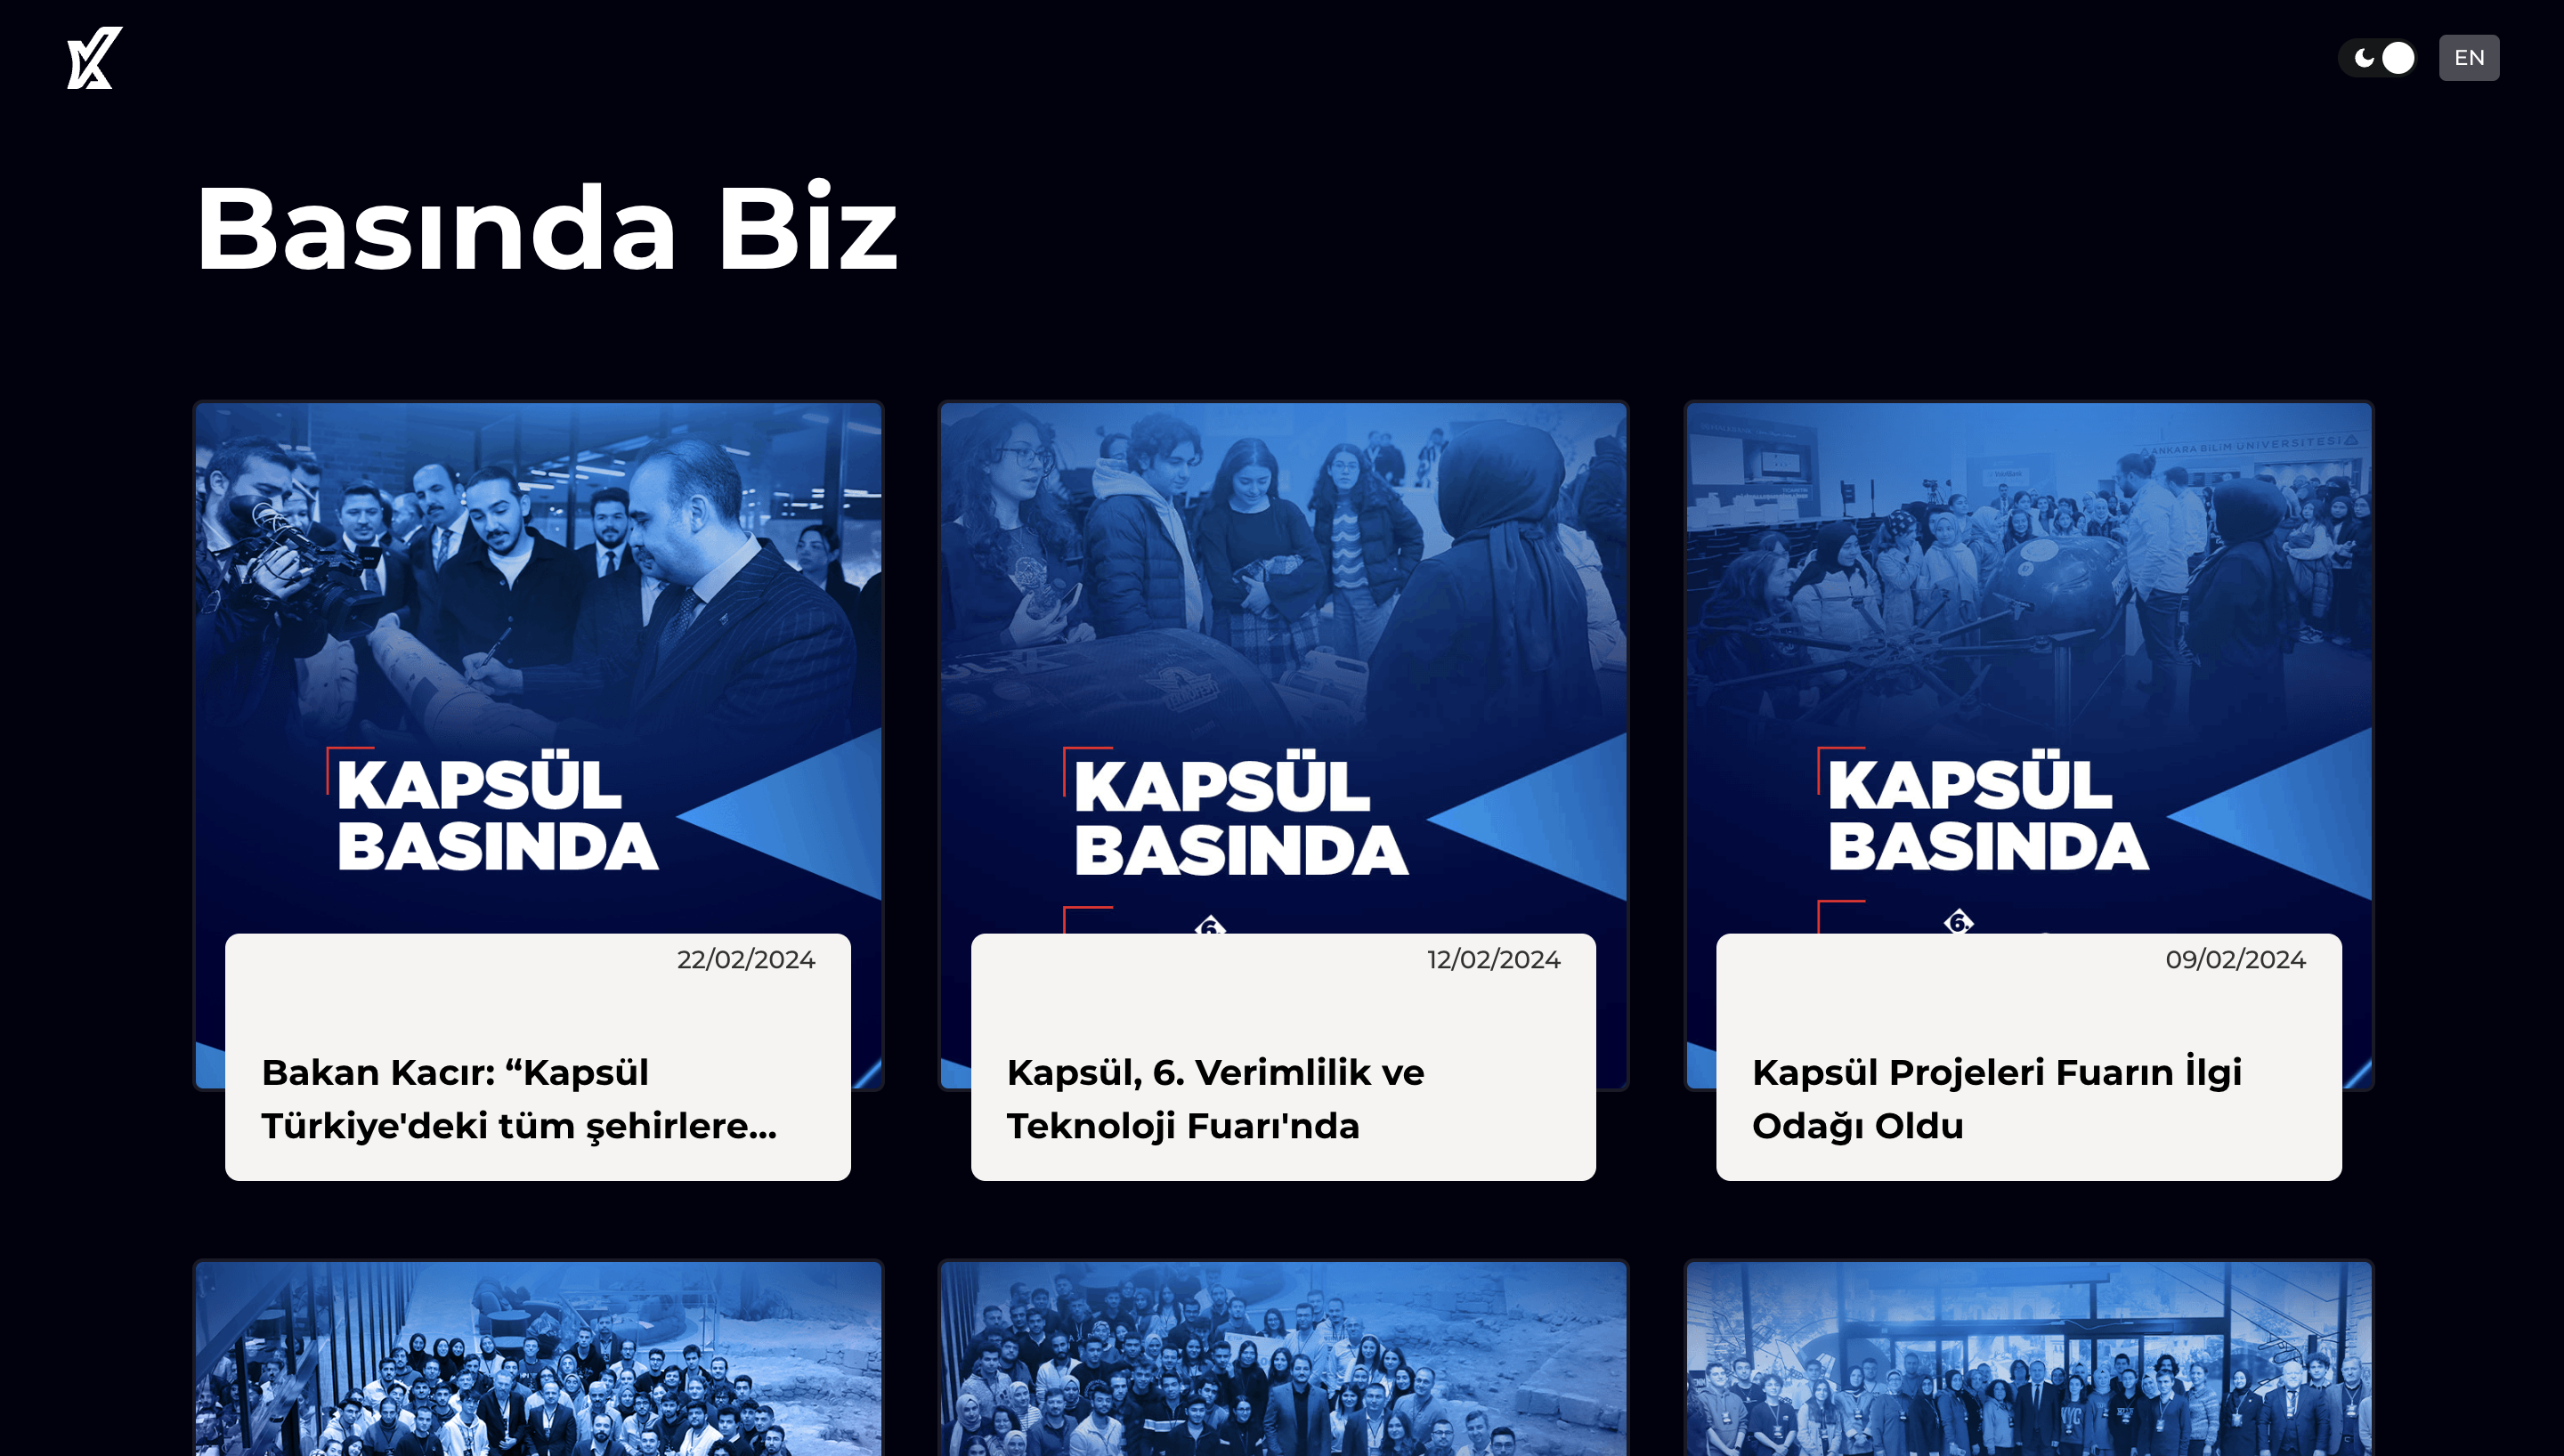 EN
Basında Biz
ANKARA BİLİM ÜNİVERSİTESİ
KAPSÜL
BASINDA
KAPSÜL
BASINDA
KAPSÜL
BASINDA
6.
6.
22/02/2024
12/02/2024
09/02/2024
Bakan Kacır: “Kapsül
Türkiye'deki tüm şehirlere...
Kapsül, 6. Verimlilik ve
Teknoloji Fuarı'nda
Kapsül Projeleri Fuarın İlgi
Odağı Oldu